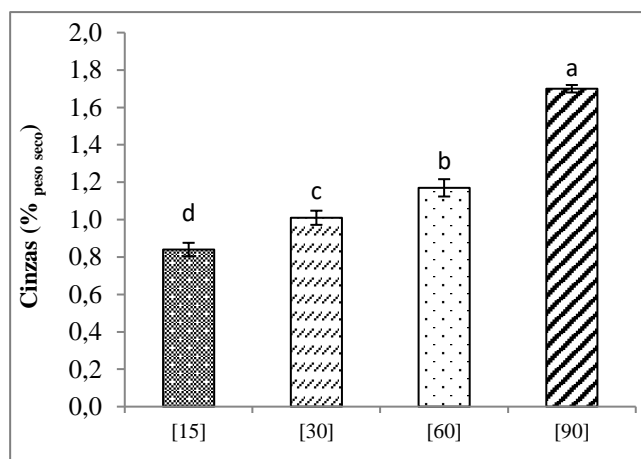 Cinzas (% peso seco)
2,0
1,8
1,6
1,4
1,2
1,0
0,8
0,6
0,4
0,2
0,0
d
c
b
a
[15] [30] [60] [90]